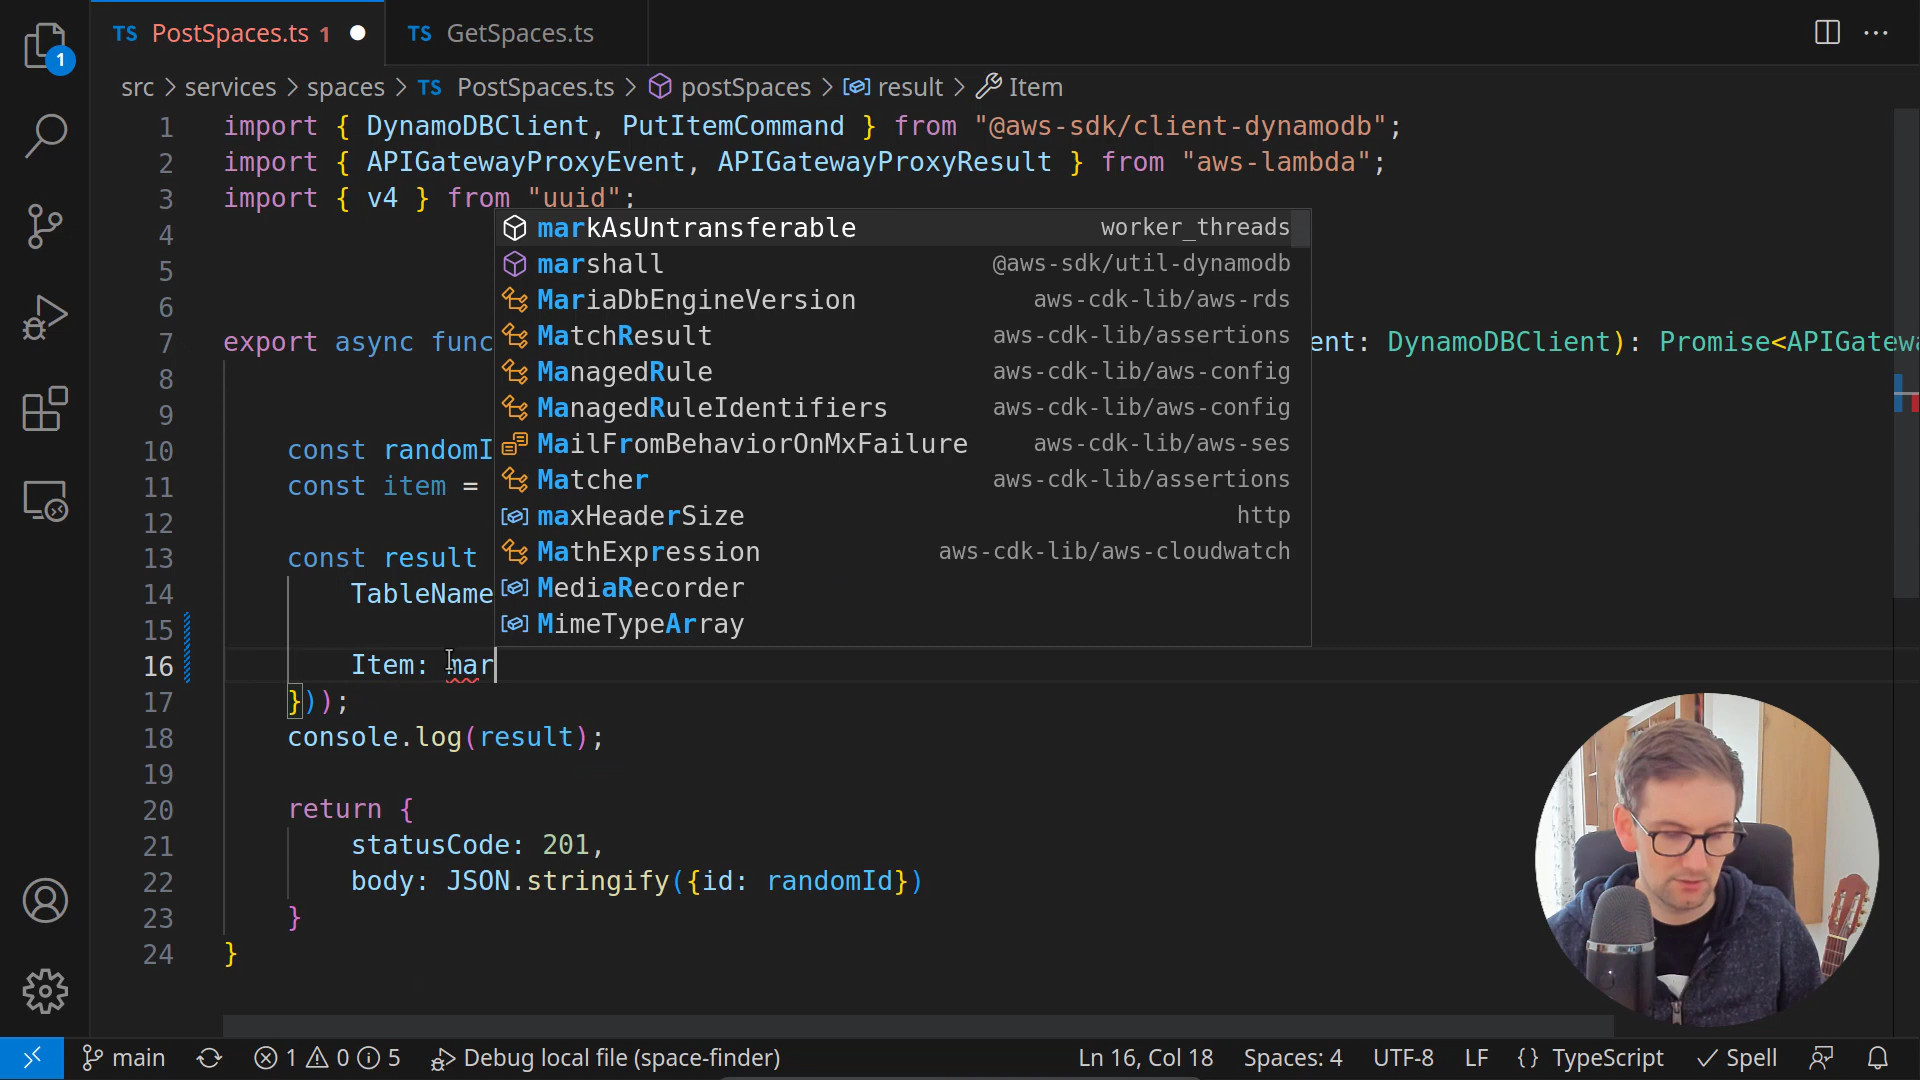 1
TS PostSpaces.ts 1
TS GetSpaces.ts
src > services > spaces > TS PostSpaces.ts > postSpaces > result > Item
1 import { DynamoDBClient, PutItemCommand } from "@aws-sdk/client-dynamodb";
2 import { APIGatewayProxyEvent, APIGatewayProxyResult } from "aws-lambda";
3 import { v4 } from "uuid";
4
5
6
7 export async func ent: DynamoDBClient): Promise<APIGatewa
8
9
10 const randomI
11 const item =
12
13 const result
14 TableName
15
16 Item: mar
17 }));
18 console.log(result);
19
20 return {
21 statusCode: 201,
22 body: JSON.stringify({id: randomId})
23 }
24 }
markAsUntransferable worker_threads
marshall @aws-sdk/util-dynamodb
MariaDbEngineVersion aws-cdk-lib/aws-rds
MatchResult aws-cdk-lib/assertions
ManagedRule aws-cdk-lib/aws-config
ManagedRuleIdentifiers aws-cdk-lib/aws-config
MailFromBehaviorOnMxFailure aws-cdk-lib/aws-ses
Matcher aws-cdk-lib/assertions
maxHeaderSize http
MathExpression aws-cdk-lib/aws-cloudwatch
MediaRecorder
MimeTypeArray
main 1 0 5 Debug local file (space-finder) Ln 16, Col 18 Spaces: 4 UTF-8 LF {} TypeScript Spell